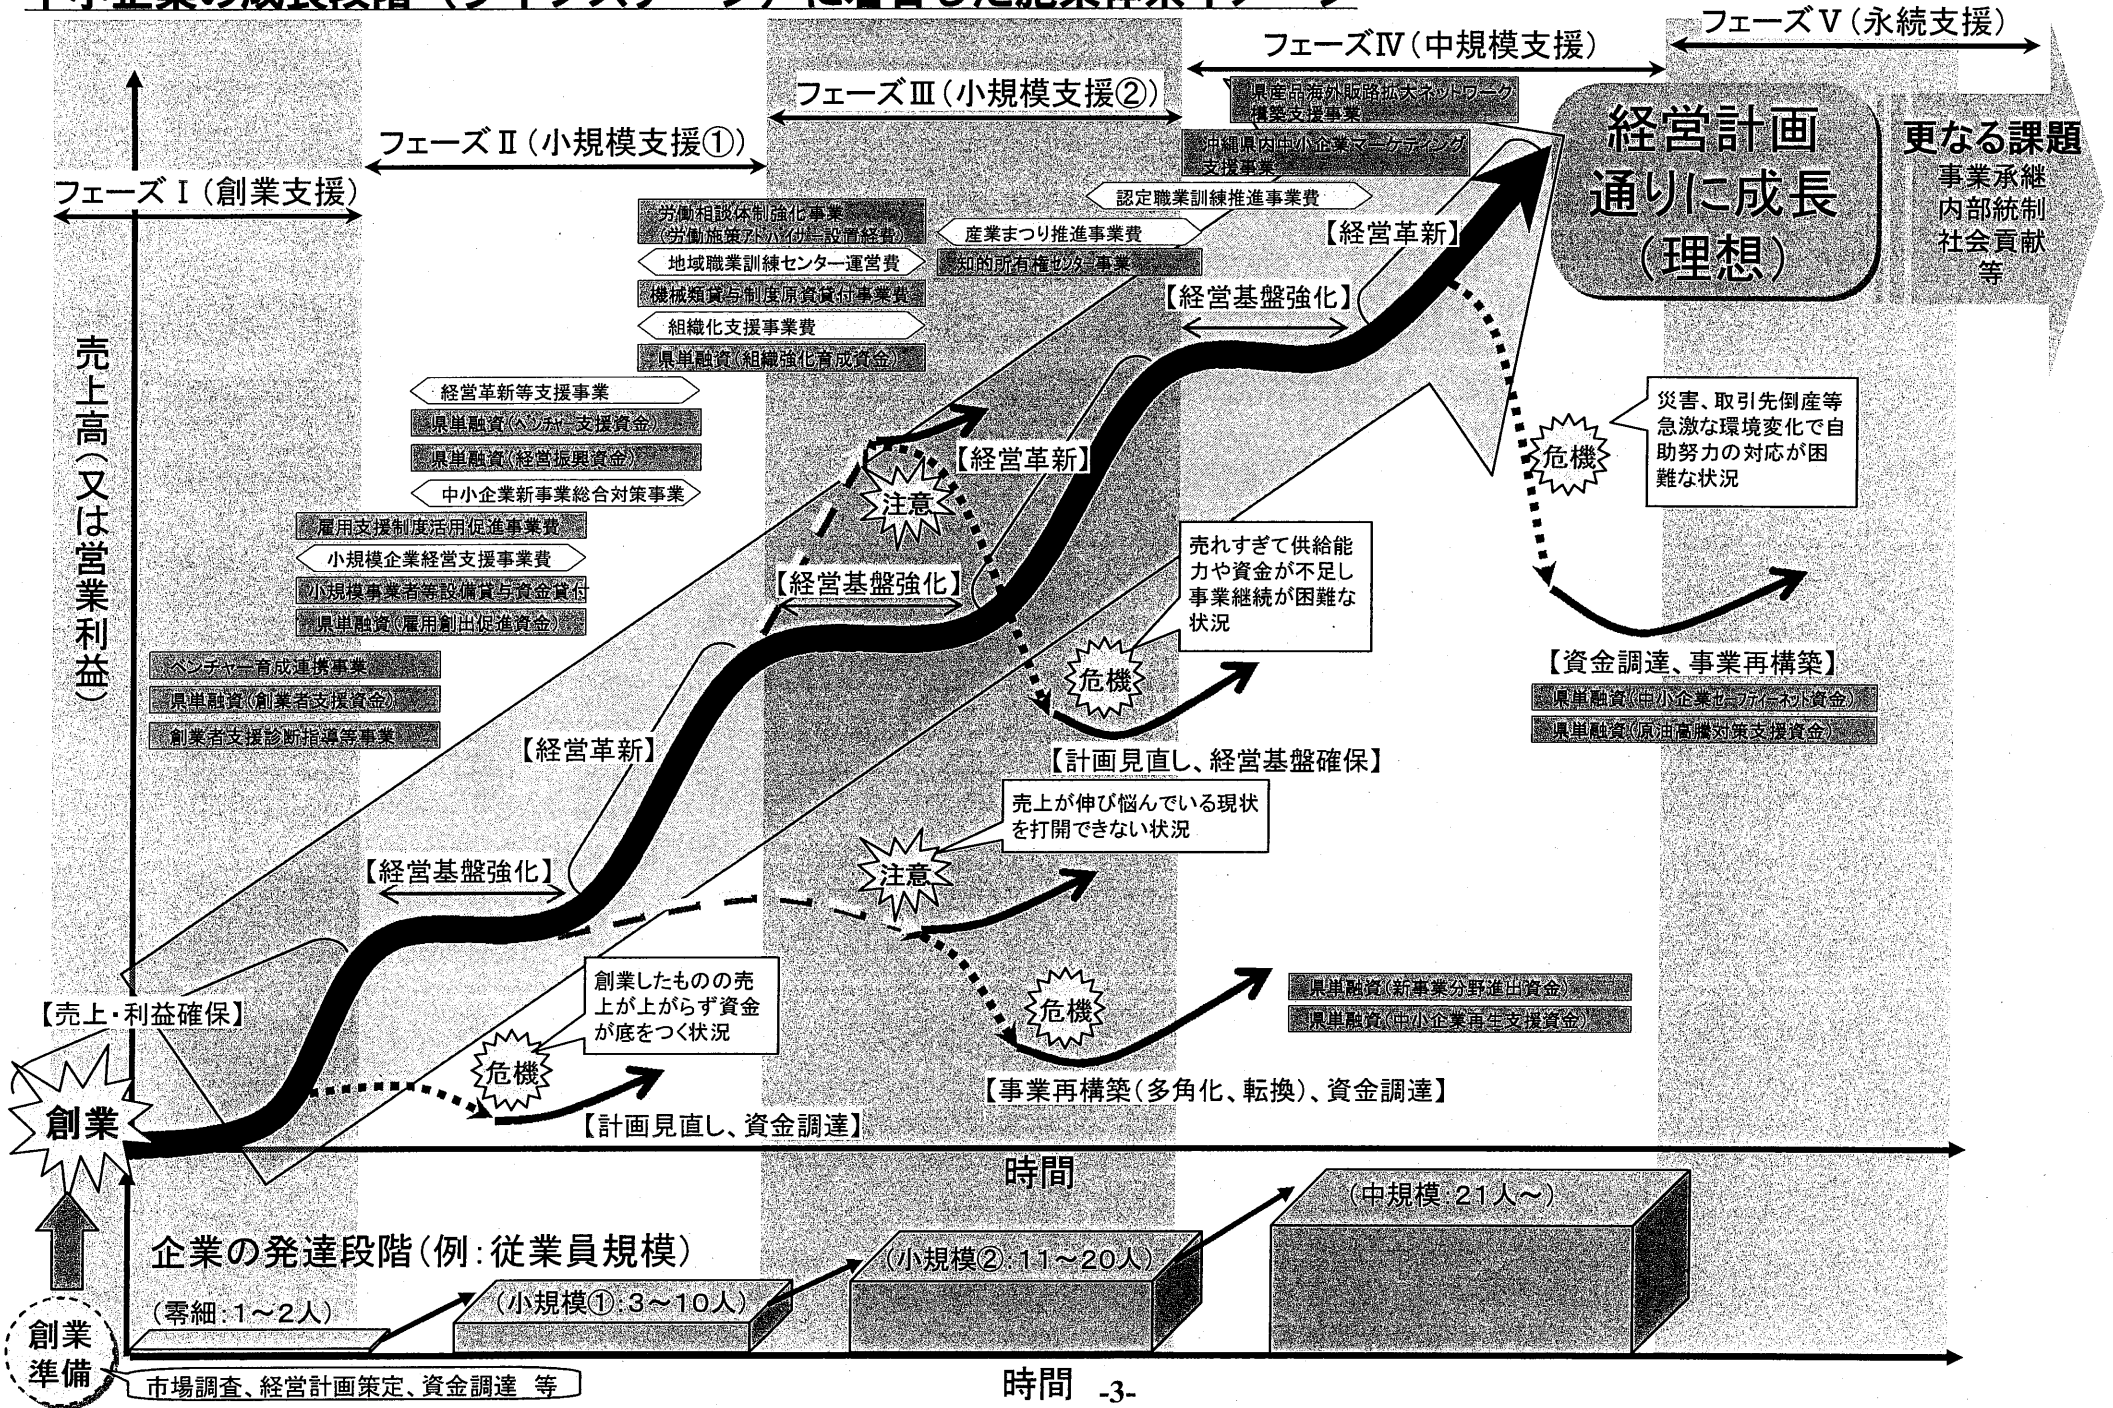 中小企業の成長段階（ライフステージ）に着目した施策体系イメージ
フェーズⅤ（永続支援）
フェーズⅣ（中規模支援）
フェーズⅢ（小規模支援②）
フェーズⅡ（小規模支援①）
フェーズⅠ（創業支援）
県産品海外販路拡大ネットワーク
構築支援事業
沖縄県内中小企業マーケティング
支援事業
認定職業訓練推進事業費
産業まつり推進事業費
知的所有権センター事業
労働相談体制強化事業
（労働施策アドバイザー設置経費）
地域職業訓練センター運営費
機械類貸与制度原資貸付事業費
組織化支援事業費
県単融資（組織強化育成資金）
経営革新等支援事業
県単融資（ベンチャー支援資金）
県単融資（経営振興資金）
中小企業新事業総合対策事業
雇用支援制度活用促進事業費
小規模企業経営支援事業費
小規模事業者等設備貸与資金貸付
県単融資（雇用創出促進資金）
ベンチャー育成連携事業
県単融資（創業者支援資金）
創業者支援診断指導等事業
経営計画
通りに成長
（理想）
更なる課題
事業承継
内部統制
社会貢献
等
売上高（又は営業利益）
【経営革新】
【経営基盤強化】
【経営革新】
注意
【経営基盤強化】
【経営革新】
【経営基盤強化】
【売上・利益確保】
危機
災害、取引先倒産等
急激な環境変化で自
助努力の対応が困
難な状況
【資金調達、事業再構築】
県単融資（中小企業セーフティーネット資金）
県単融資（原油高騰対策支援資金）
売れすぎて供給能
力や資金が不足し
事業継続が困難な
状況
危機
【計画見直し、経営基盤確保】
売上が伸び悩んでいる現状
を打開できない状況
注意
危機
県単融資（新事業分野進出資金）
県単融資（中小企業再生支援資金）
【事業再構築（多角化、転換）、資金調達】
創業したものの売
上が上がらず資金
が底をつく状況
危機
【計画見直し、資金調達】
創業
時間
企業の発達段階（例：従業員規模）
（零細：１～２人）
（小規模①：３～１０人）
（小規模②：１１～２０人）
（中規模：２１人～）
創業
準備
市場調査、経営計画策定、資金調達 等
時間
-3-